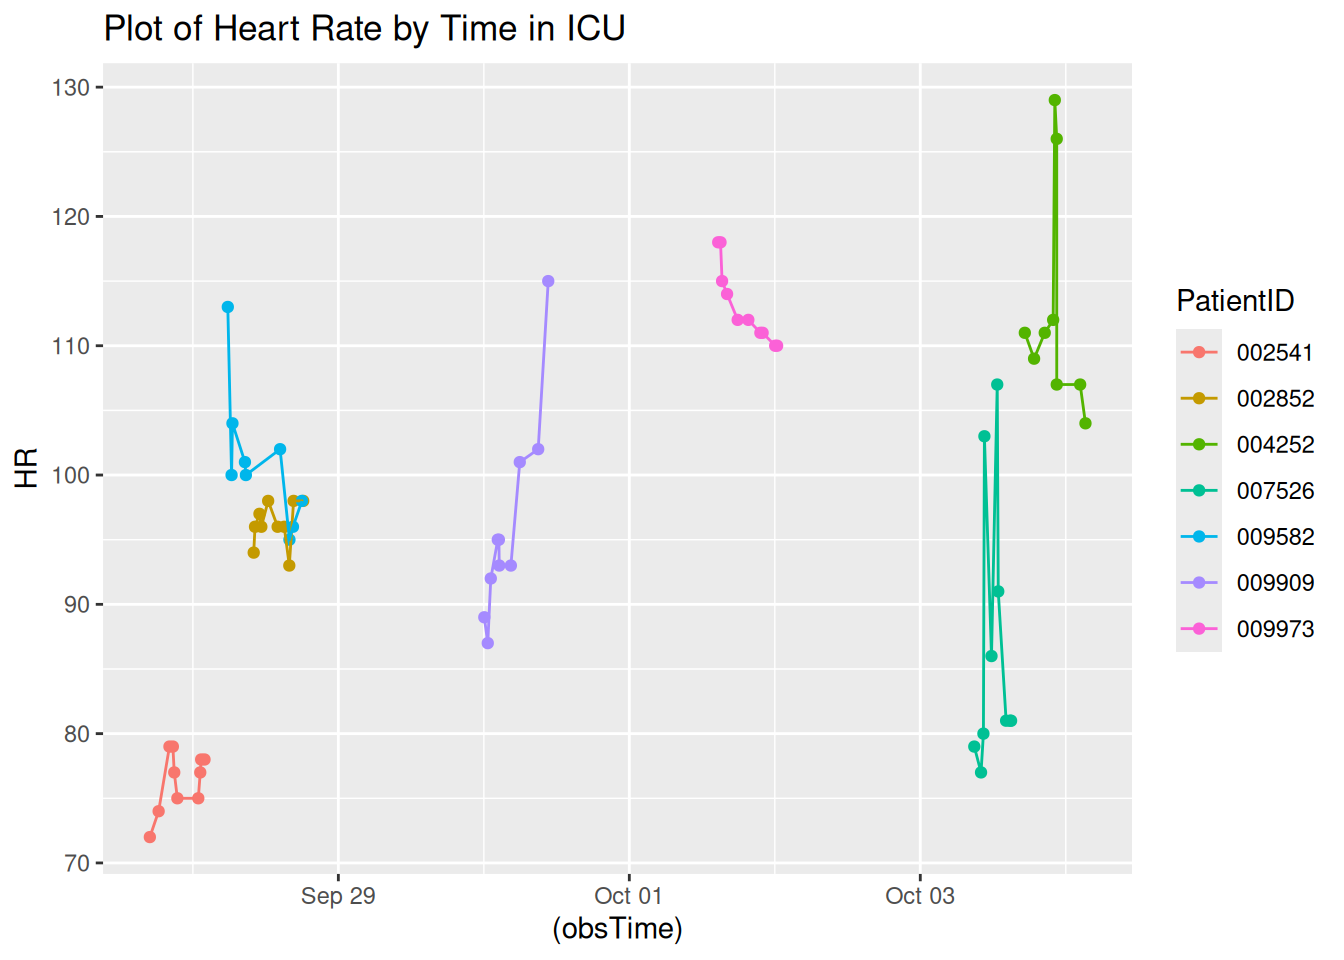 Plot of Heart Rate by Time in ICU
130
120
110
100
90
80
70
HR
Sep 29
Oct 01
Oct 03
(obsTime)
PatientID
002541
002852
004252
007526
009582
009909
009973